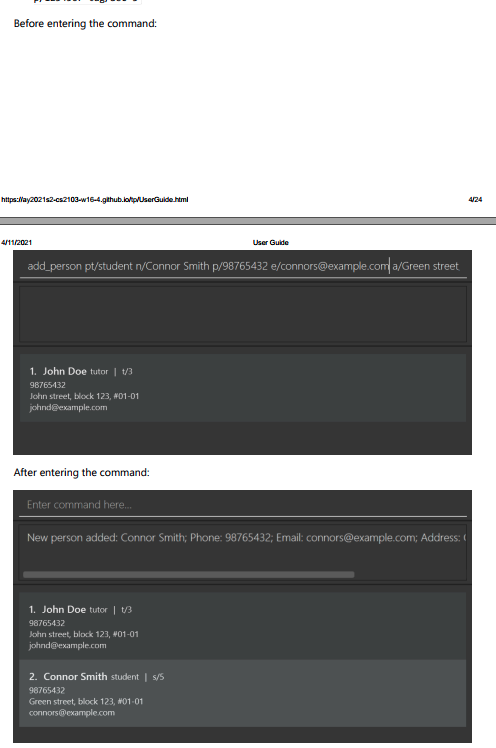 Before entering the command:
https://ay2021s2-cs2103-w16-4.github.io/tp/UserGuide.html 4/24
4/11/2021 User Guide
add_person pt/student n/Connor Smith p/98765432 e/connors@example.com a/Green street,
1. John Doe tutor | t/3
98765432
John street, block 123, #01-01
johnd@example.com
After entering the command:
Enter command here...
New person added: Connor Smith; Phone: 98765432; Email: connors@example.com; Address:
1. John Doe tutor | t/3
98765432
John street, block 123, #01-01
johnd@example.com
2. Connor Smith student | s/5
98765432
Green street, block 123, #01-01
connors@example.com